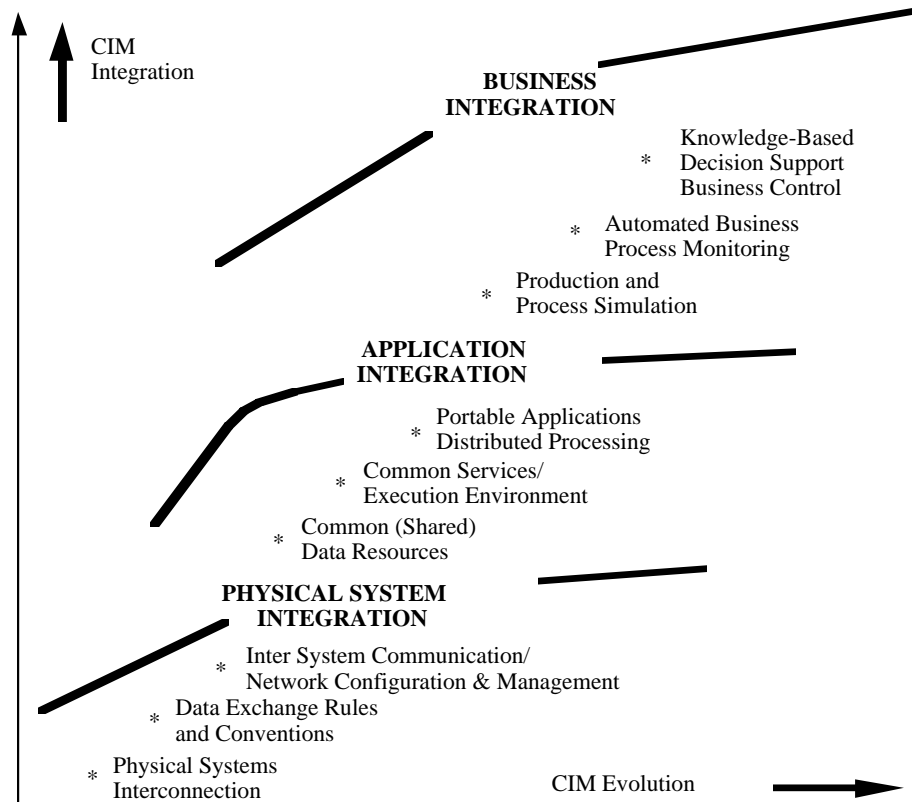 CIM
Integration
BUSINESS
INTEGRATION
* Knowledge-Based
Decision Support
Business Control
* Automated Business
Process Monitoring
* Production and
Process Simulation
APPLICATION
INTEGRATION
* Portable Applications
Distributed Processing
* Common Services/
Execution Environment
* Common (Shared)
Data Resources
PHYSICAL SYSTEM
INTEGRATION
* Inter System Communication/
Network Configuration & Management
* Data Exchange Rules
and Conventions
* Physical Systems
Interconnection
CIM Evolution